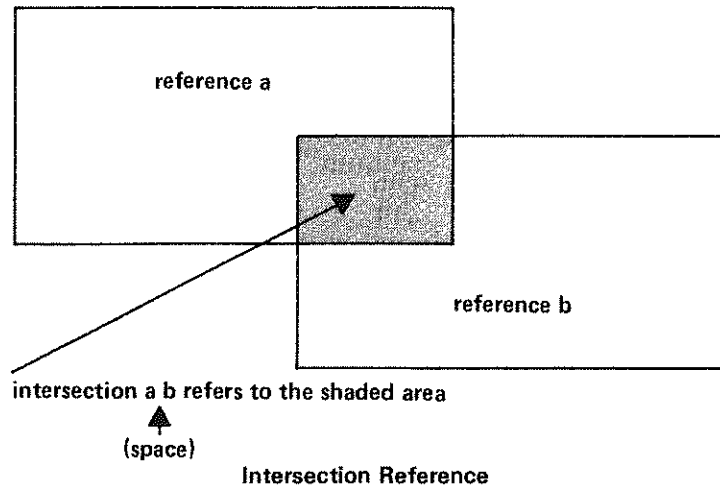 reference a
reference b
intersection a b refers to the shaded area
(space)
Intersection Reference